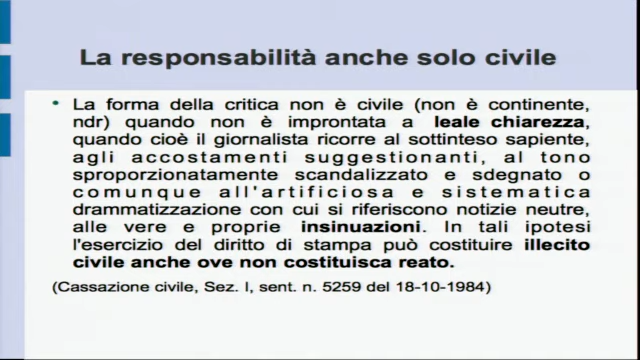 La responsabilità anche solo civile
• La forma della critica non è civile (non è continente,
ndr) quando non è improntata a leale chiarezza,
quando cioè il giornalista ricorre al sottinteso sapiente,
agli accostamenti suggestionanti, al tono
sproporzionatamente scandalizzato e sdegnato o
comunque all'artificiosa e sistematica
drammatizzazione con cui si riferiscono notizie neutre,
alle vere e proprie insinuazioni. In tali ipotesi
l'esercizio del diritto di stampa può costituire illecito
civile anche ove non costituisca reato.
(Cassazione civile, Sez. I, sent. n. 5259 del 18-10-1984)